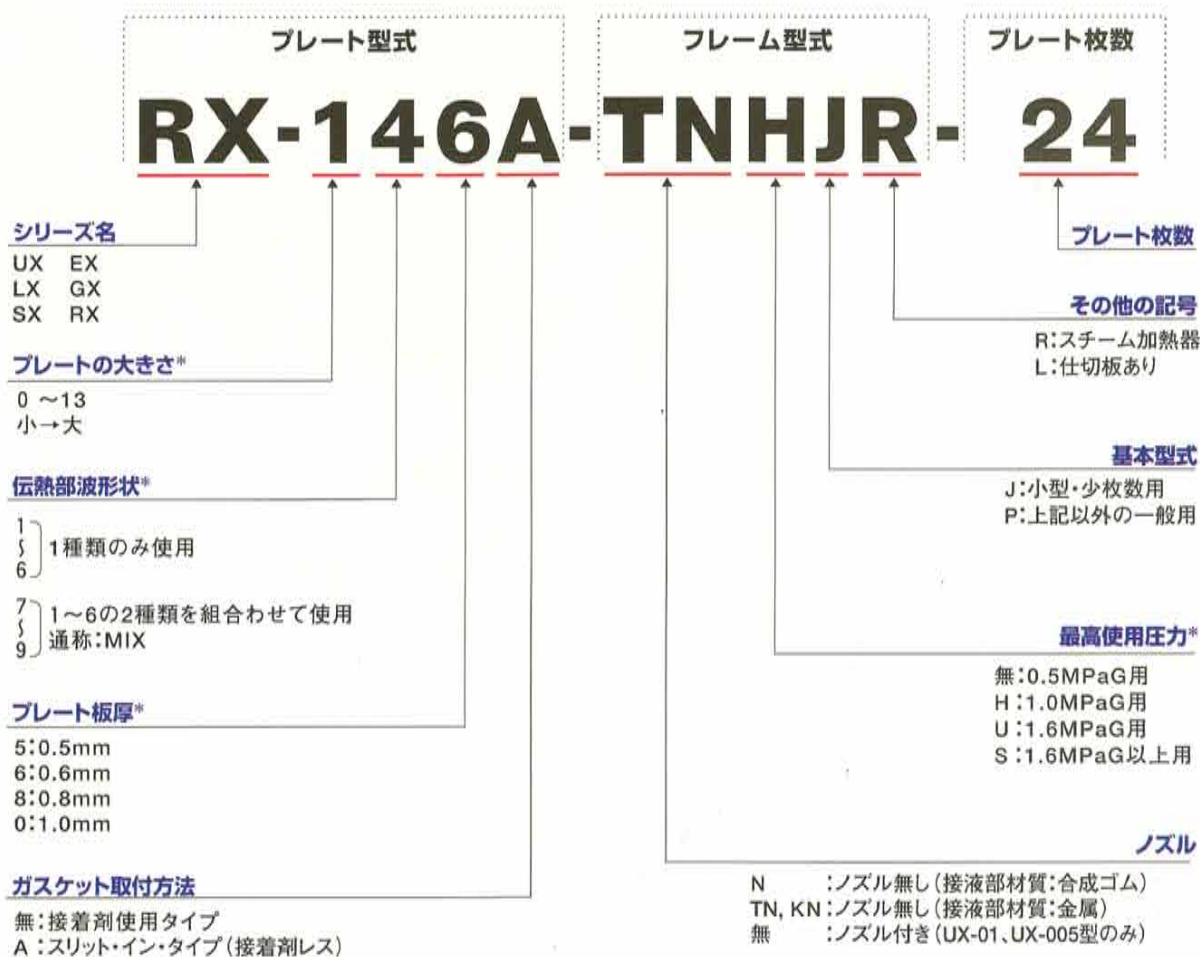 プレート型式
フレーム型式
プレート枚数
RX-146A-TNHJR-24
シリーズ名
UX EX
LX GX
SX RX
プレートの大きさ*
0 ～13
小→大
伝熱部波形状*
1
〜
6
1種類のみ使用
7
〜
9
1～6の2種類を組合わせて使用
通称:MIX
プレート板厚*
5:0.5mm
6:0.6mm
8:0.8mm
0:1.0mm
ガスケット取付方法
無:接着剤使用タイプ
A :スリット・イン・タイプ(接着剤レス)
プレート枚数
その他の記号
R:スチーム加熱器
L:仕切板あり
基本型式
J:小型・少枚数用
P:上記以外の一般用
最高使用圧力*
無:0.5MPaG用
H:1.0MPaG用
U:1.6MPaG用
S:1.6MPaG以上用
ノズル
N :ノズル無し(接液部材質:合成ゴム)
TN, KN:ノズル無し(接液部材質:金属)
無 :ノズル付き(UX-01、UX-005型のみ)